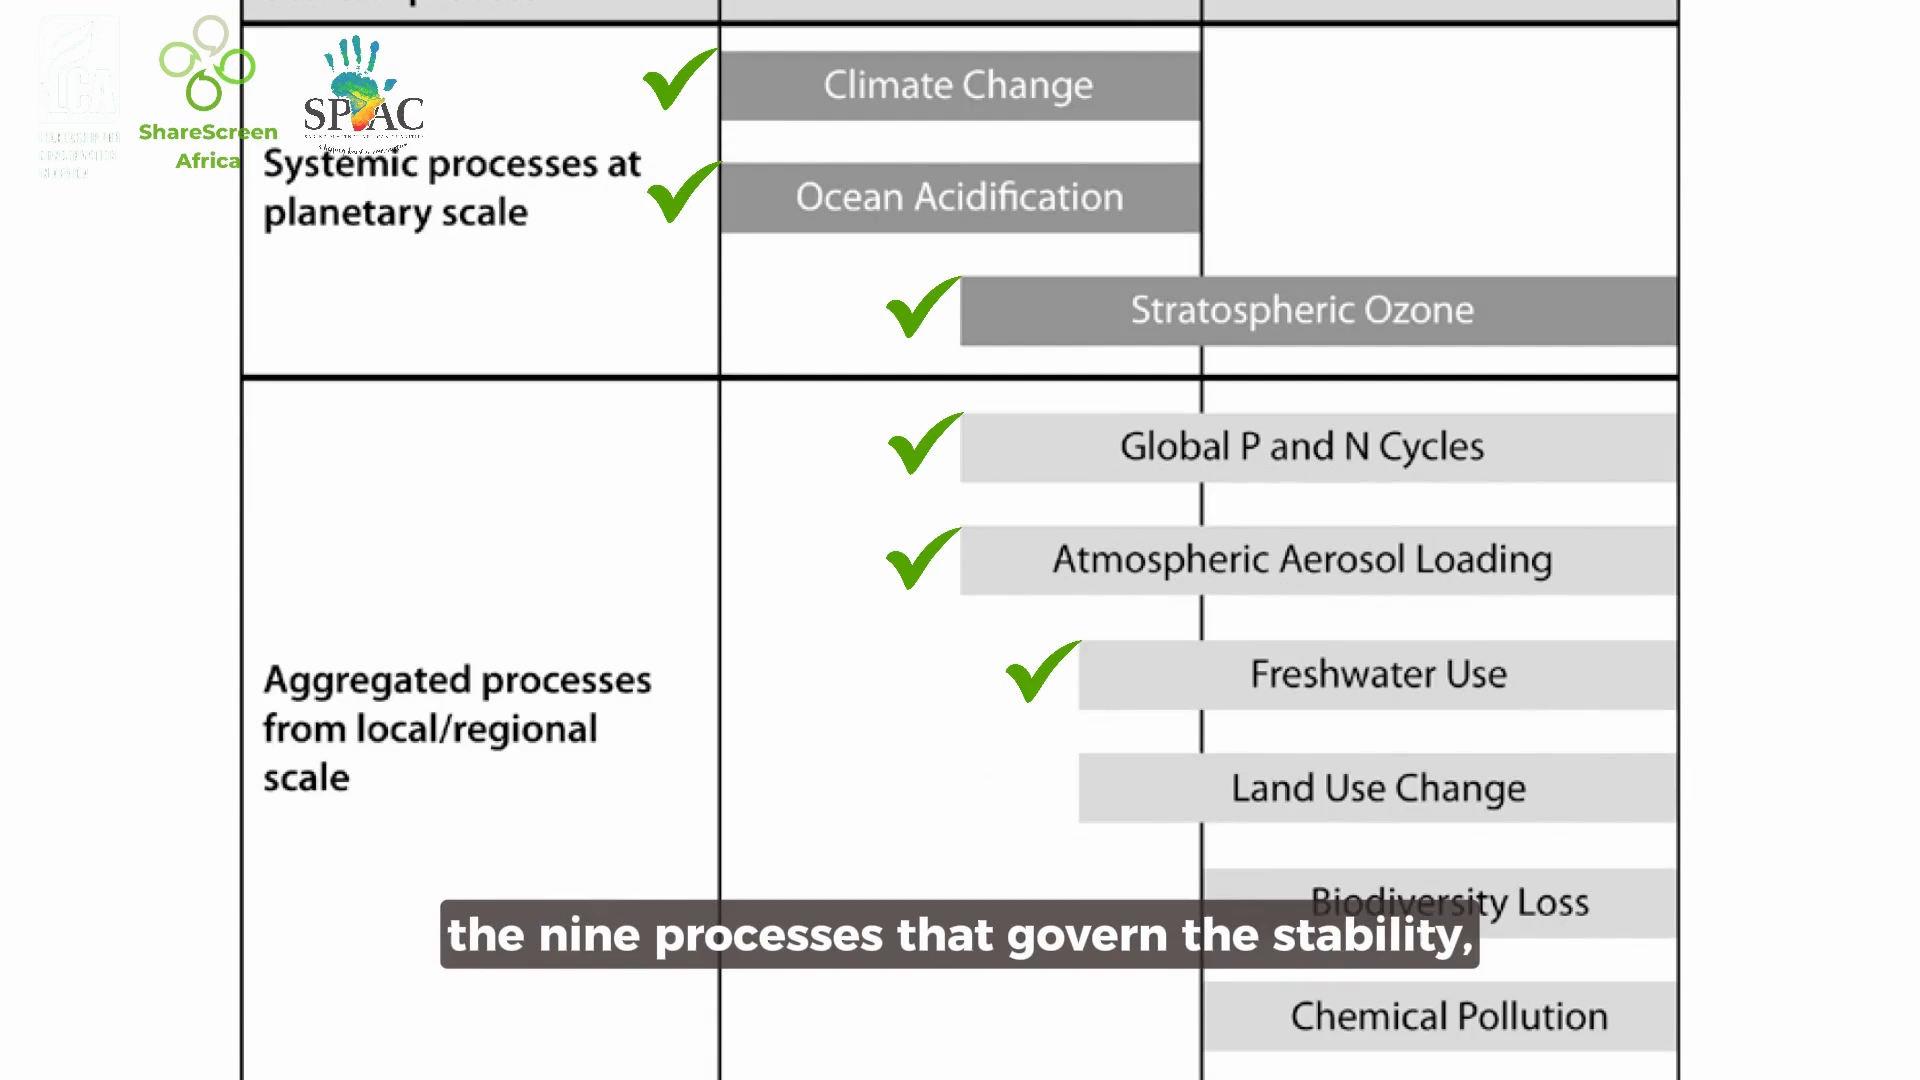 ShareScreen
Africa
SPAC
Systemic processes at
planetary scale
Climate Change
Ocean Acidification
Stratospheric Ozone
Aggregated processes
from local/regional
scale
Global P and N Cycles
Atmospheric Aerosol Loading
Freshwater Use
Land Use Change
Biodiversity Loss
the nine processes that govern the stability,
Chemical Pollution